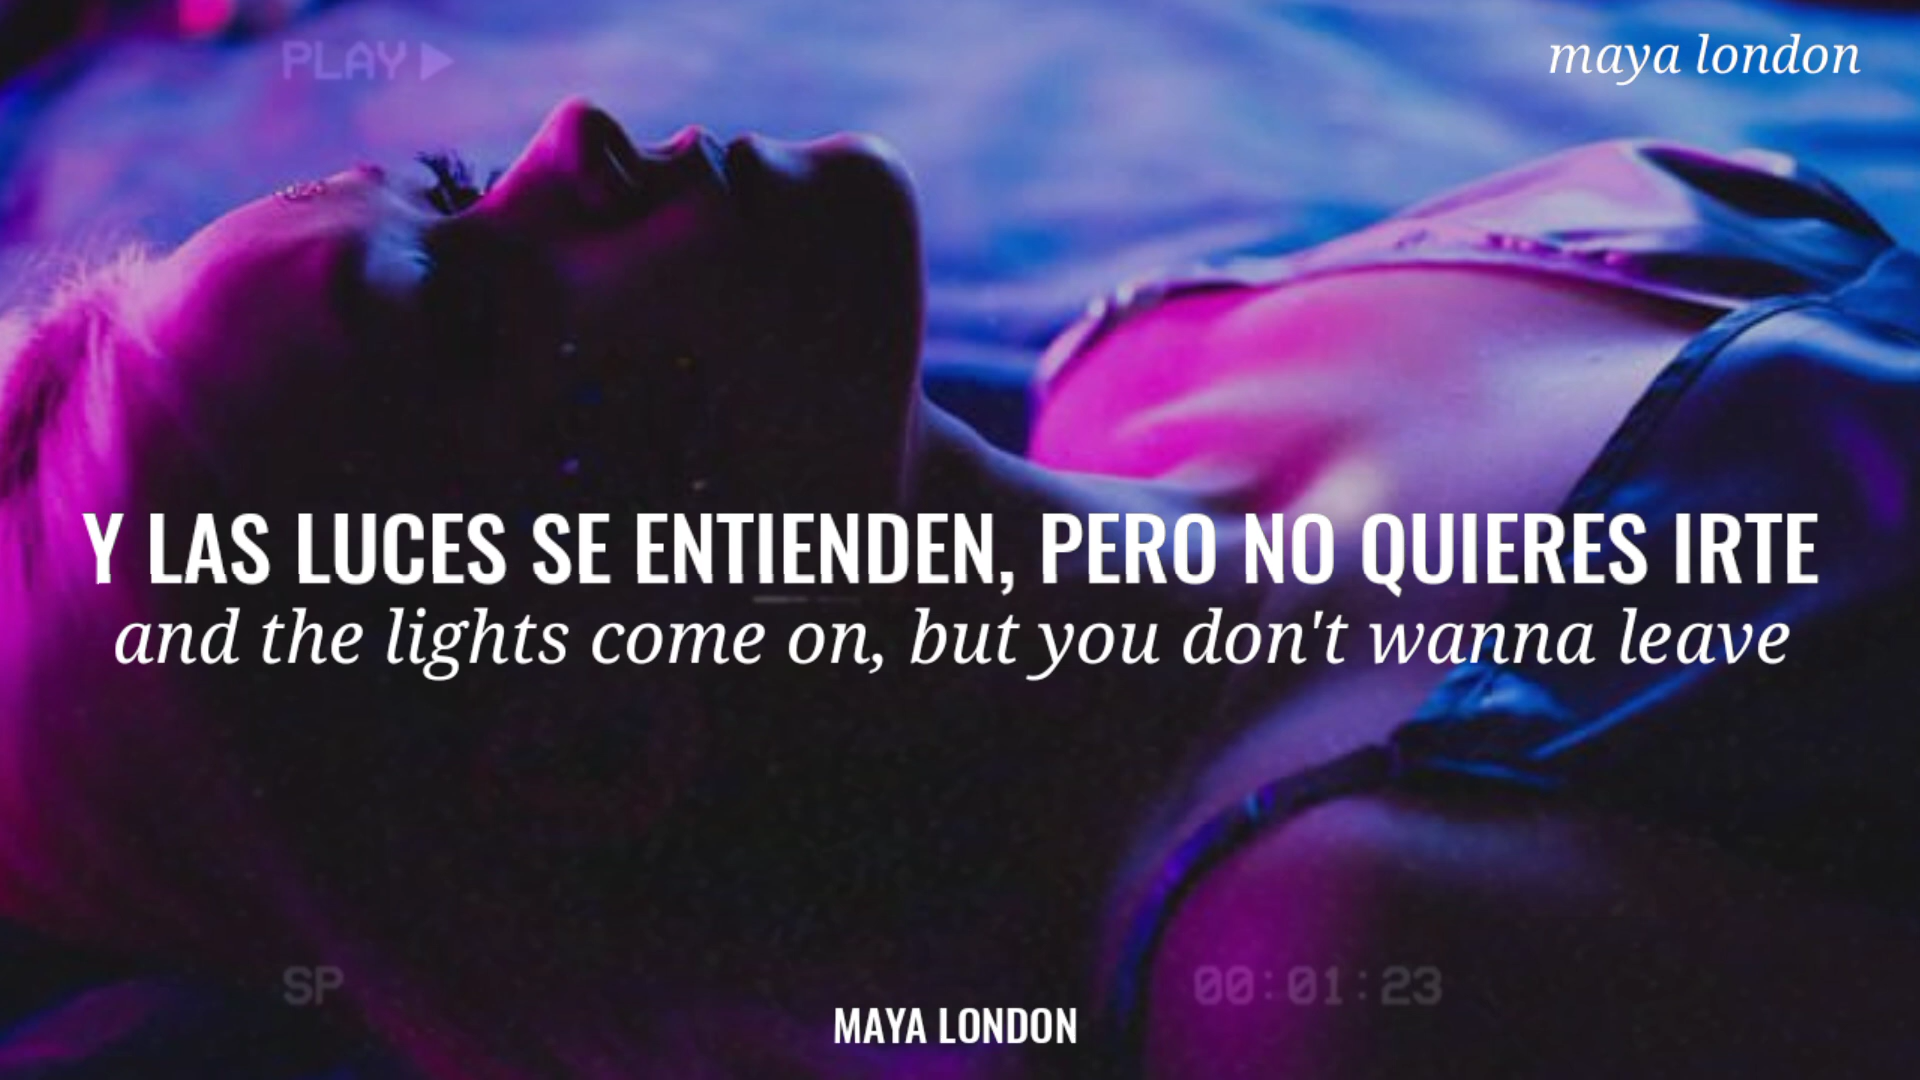 PLAY ▶
maya london
Y LAS LUCES SE ENTIENDEN, PERO NO QUIERES IRTE
and the lights come on, but you don't wanna leave
SP
00:01:23
MAYA LONDON